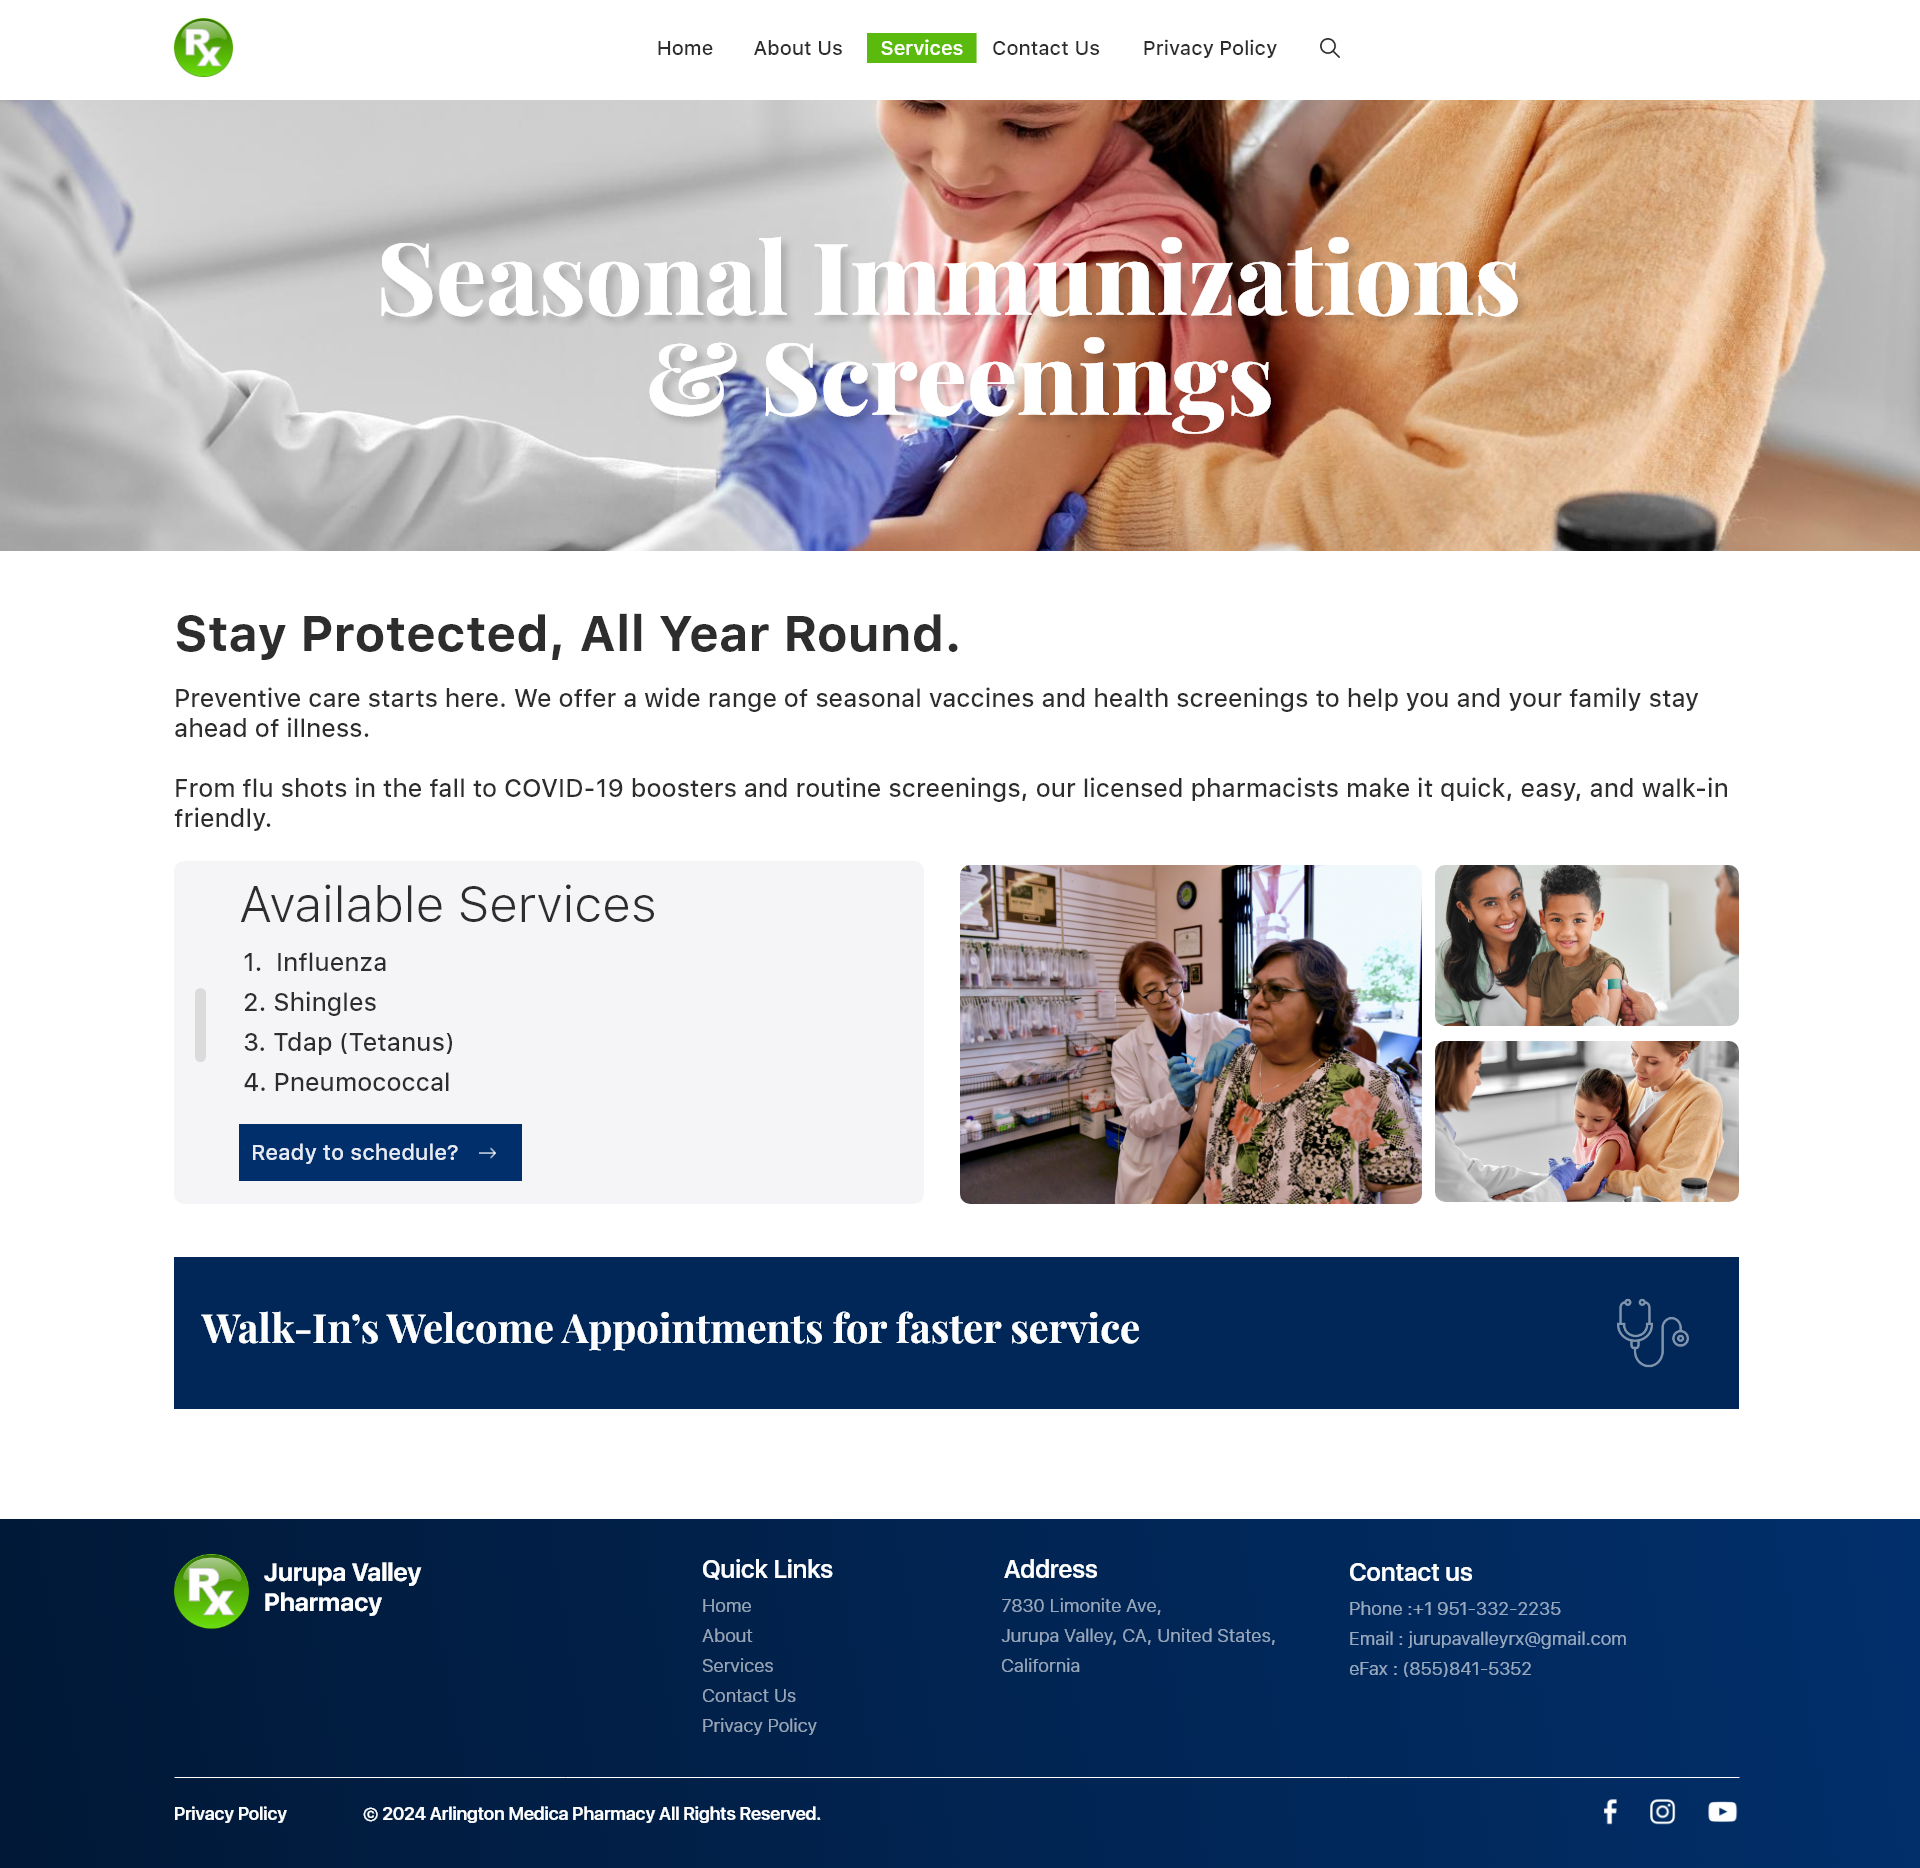 Rx
Home
About Us
Services
Contact Us
Privacy Policy
Seasonal Immunizations
& Screenings
Stay Protected, All Year Round.
Preventive care starts here. We offer a wide range of seasonal vaccines and health screenings to help you and your family stay
ahead of illness.
From flu shots in the fall to COVID-19 boosters and routine screenings, our licensed pharmacists make it quick, easy, and walk-in
friendly.
Available Services
1. Influenza
2. Shingles
3. Tdap (Tetanus)
4. Pneumococcal
Ready to schedule? →
Walk-In’s Welcome Appointments for faster service
Rx
Jurupa Valley
Pharmacy
Quick Links
Home
About
Services
Contact Us
Privacy Policy
Address
7830 Limonite Ave,
Jurupa Valley, CA, United States,
California
Contact us
Phone :+1 951-332-2235
Email : jurupavalleyrx@gmail.com
eFax : (855)841-5352
Privacy Policy
© 2024 Arlington Medica Pharmacy All Rights Reserved.